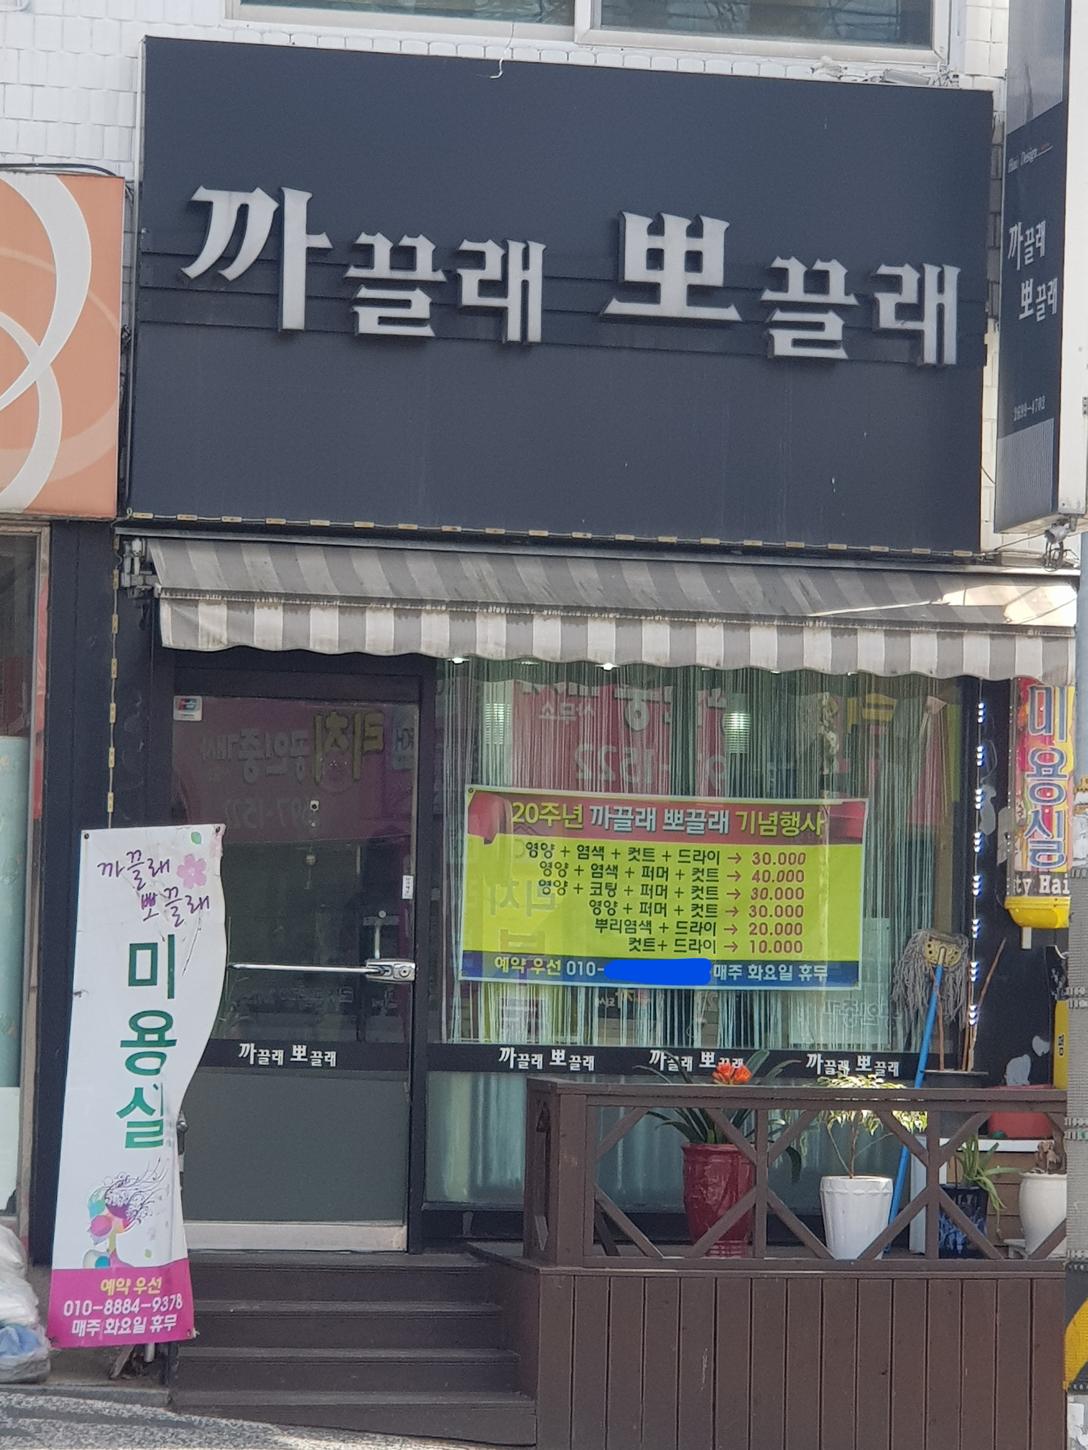 까끌래 뽀끌래
Hair Design
까끌래
뽀끌래
3699-4703
미용실
20주년 까끌래 뽀끌래 기념행사
영양 + 염색 + 컷트 + 드라이 → 30.000
영양 + 염색 + 퍼머 + 컷트 → 40.000
영양 + 코팅 + 퍼머 + 컷트 → 30.000
영양 + 퍼머 + 컷트 → 30.000
뿌리염색 + 드라이 → 20,000
컷트+ 드라이 → 10.000
예약 우선 010- 매주 화요일 휴무
까끌래
뽀끌래
미용실
예약 우선
010-8884-9378
매주 화요일 휴무
까끌래 뽀끌래
까끌래 뽀끌래
까끌래 뽀끌래
까끌래 뽀끌래